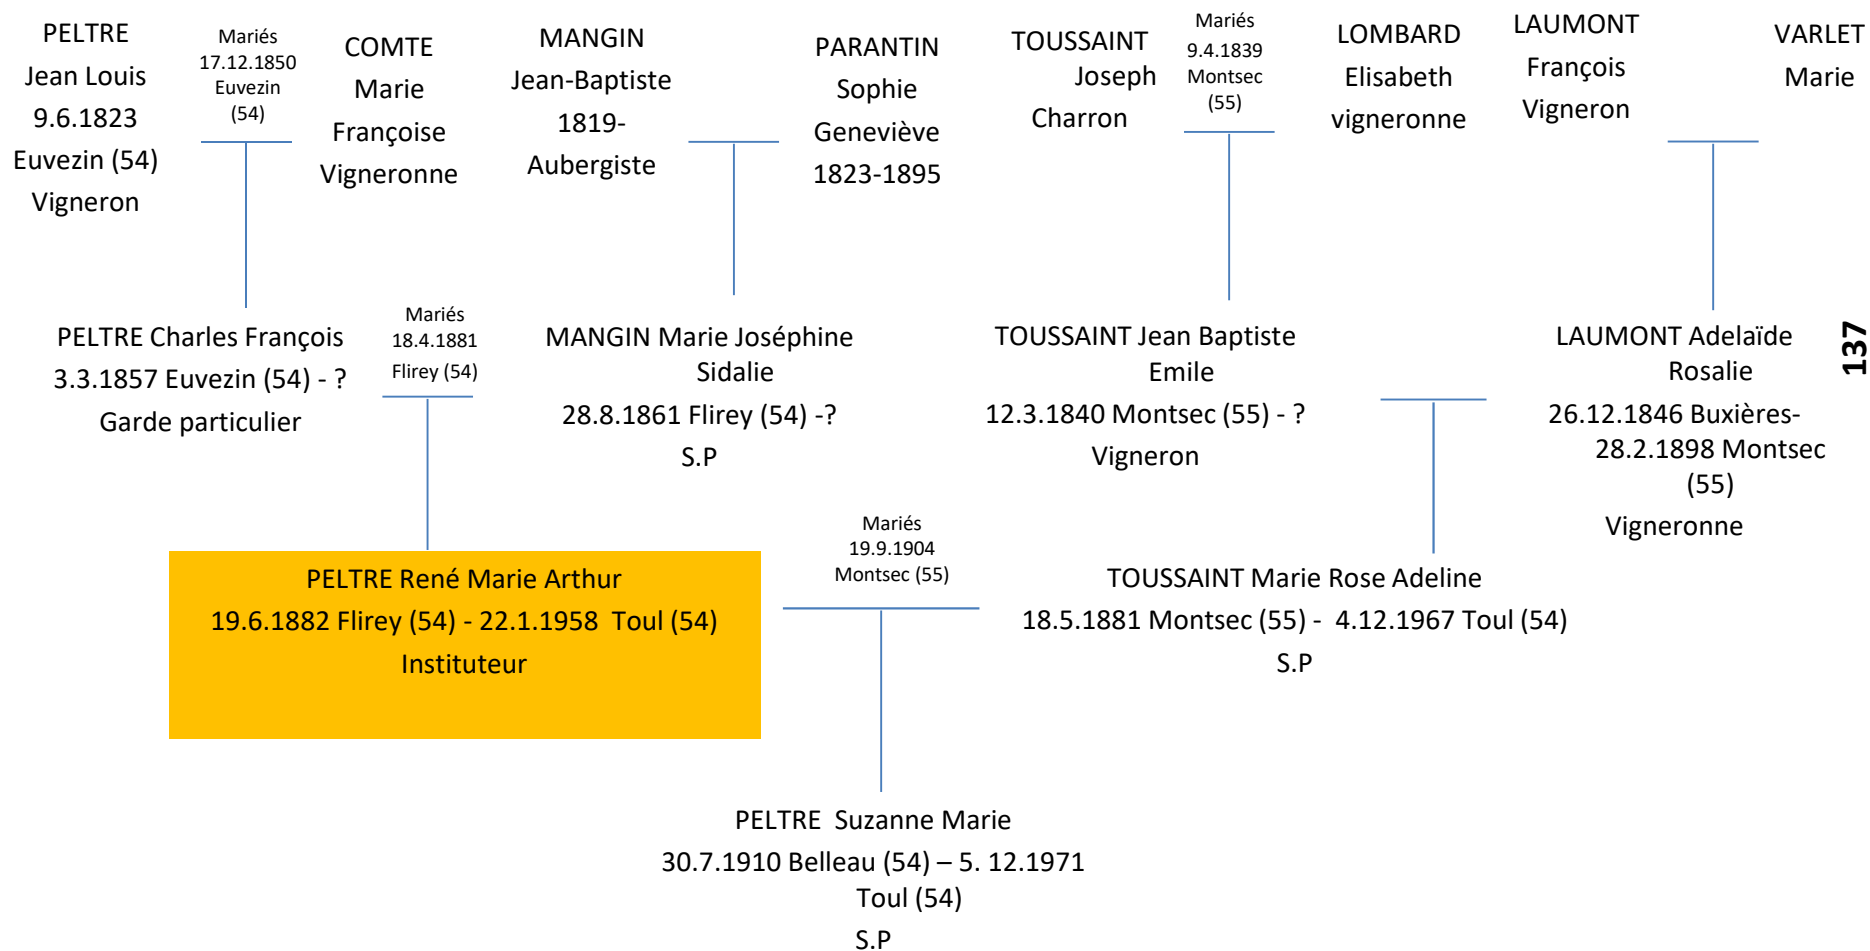 PELTRE
Jean Louis
9.6.1823
Euvezin (54)
Vigneron
Mariés
17.12.1850
Euvezin
(54)
COMTE
Marie
Françoise
Vigneronne
MANGIN
Jean-Baptiste
1819-
Aubergiste
PARANTIN
Sophie
Geneviève
1823-1895
TOUSSAINT
Joseph
Charron
Mariés
9.4.1839
Montsec
(55)
LOMBARD
Elisabeth
vigneronne
LAUMONT
François
Vigneron
VARLET
Marie
PELTRE Charles François
3.3.1857 Euvezin (54) - ?
Garde particulier
Mariés
18.4.1881
Flirey (54)
MANGIN Marie Joséphine
Sidalie
28.8.1861 Flirey (54) -?
S.P
TOUSSAINT Jean Baptiste
Emile
12.3.1840 Montsec (55) - ?
Vigneron
LAUMONT Adelaïde
Rosalie
26.12.1846 Buxières-
28.2.1898 Montsec
(55)
Vigneronne
137
PELTRE René Marie Arthur
19.6.1882 Flirey (54) - 22.1.1958  Toul (54)
Instituteur
Mariés
19.9.1904
Montsec (55)
TOUSSAINT Marie Rose Adeline
18.5.1881 Montsec (55) -  4.12.1967 Toul (54)
S.P
PELTRE  Suzanne Marie
30.7.1910 Belleau (54) – 5. 12.1971
Toul (54)
S.P